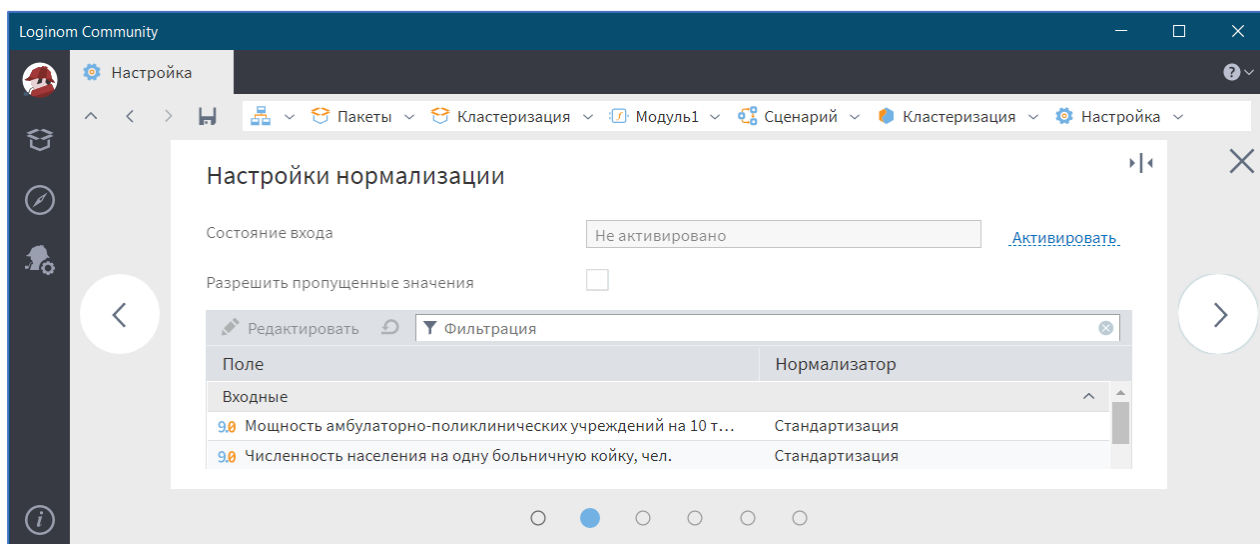 Loginom Community
Настройка
Пакеты Кластеризация Модуль1 Сценарий Кластеризация Настройка
Настройки нормализации
Состояние входа Не активировано Активировать
Разрешить пропущенные значения
Редактировать Фильтрация
Поле Нормализатор
Входные
9.0 Мощность амбулаторно-поликлинических учреждений на 10 т... Стандартизация
9.0 Численность населения на одну больничную койку, чел. Стандартизация